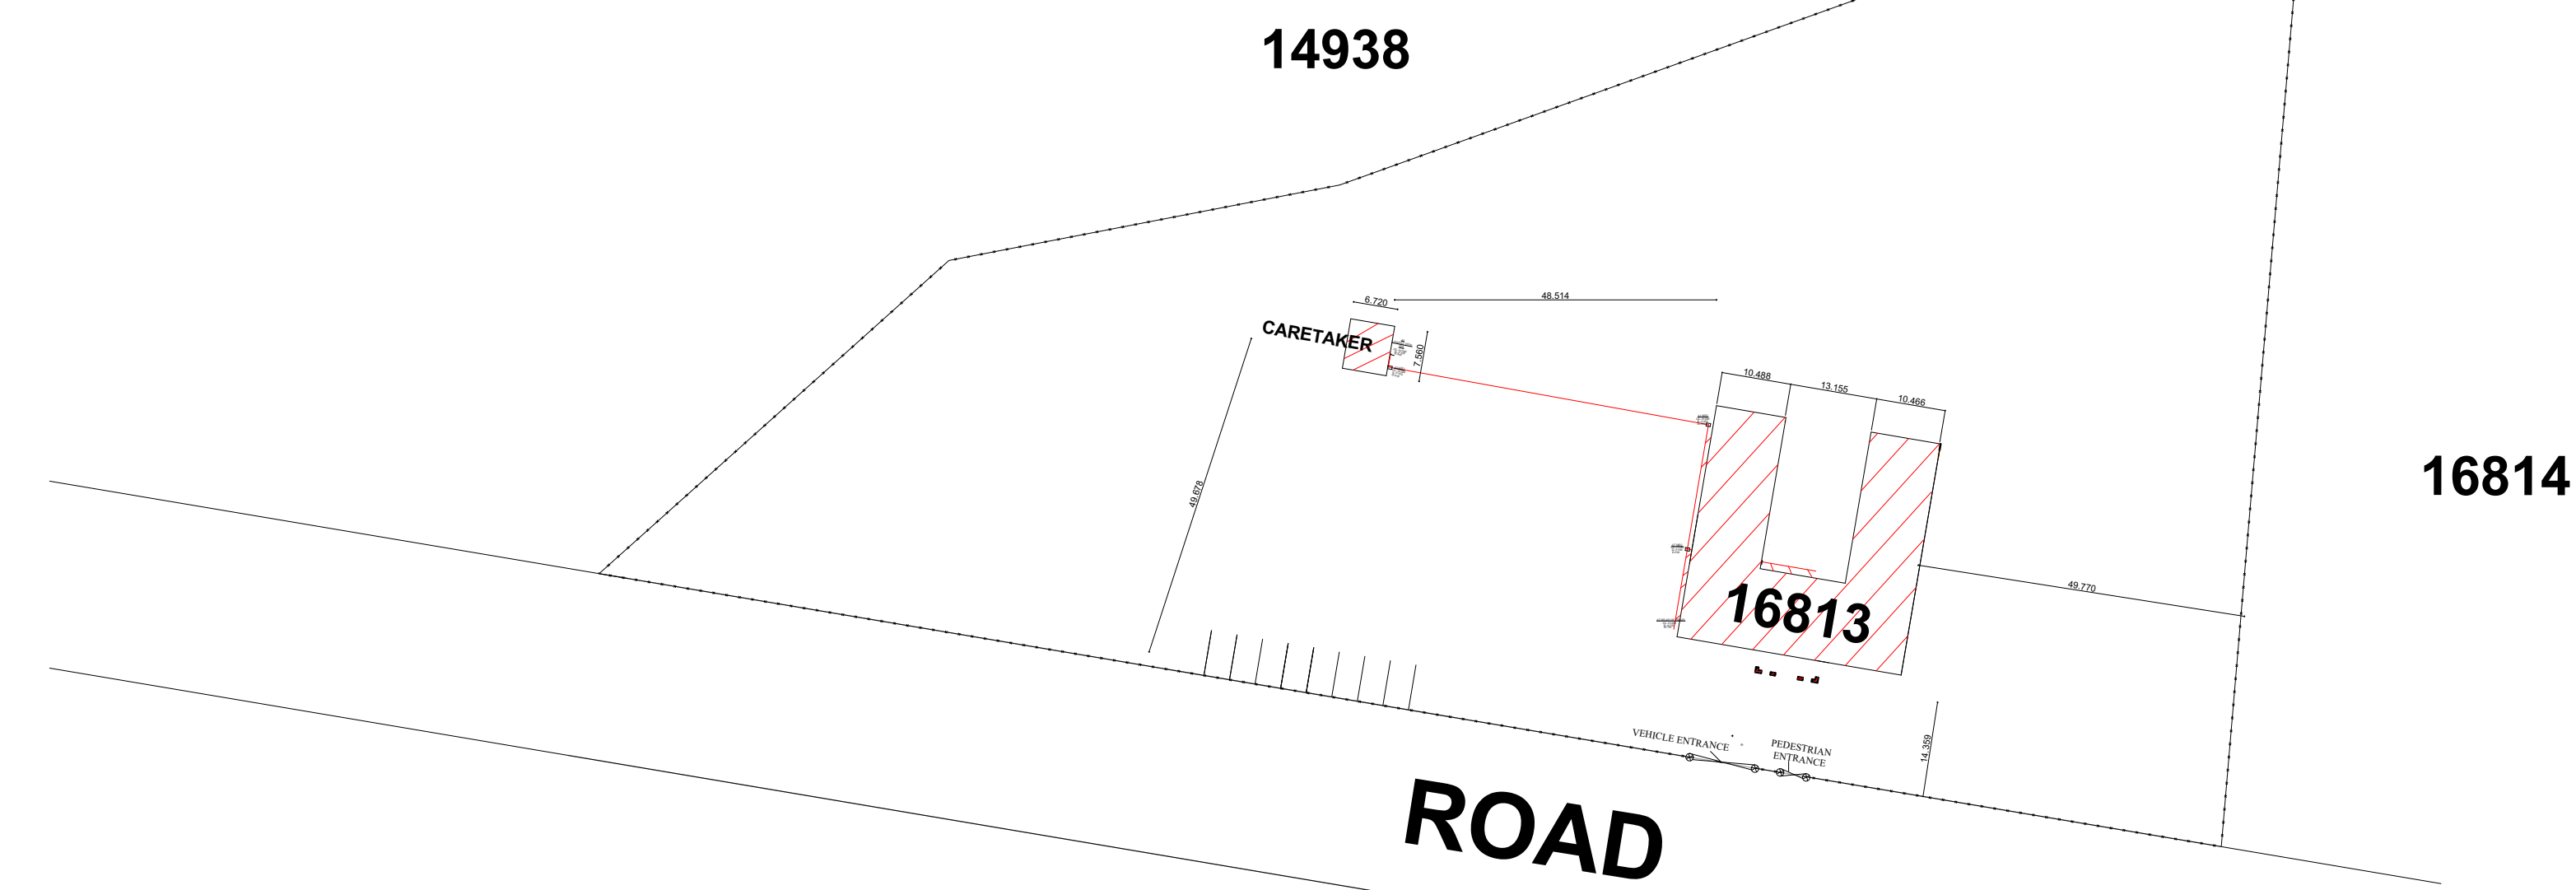 14938
48.514
6.720
CARETAKER
7.560
10.488
13.155
10.466
16814
49.678
49.770
16813
VEHICLE ENTRANCE
PEDESTRIAN
ENTRANCE
14.359
ROAD